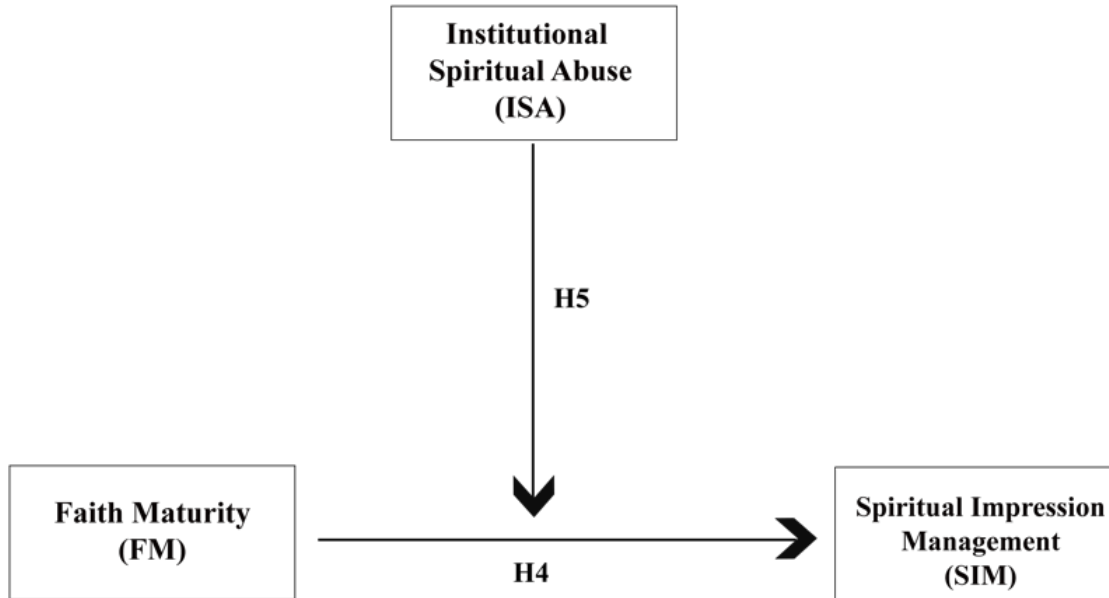 Institutional
Spiritual Abuse
(ISA)
H5
Faith Maturity
(FM)
H4
Spiritual Impression
Management
(SIM)